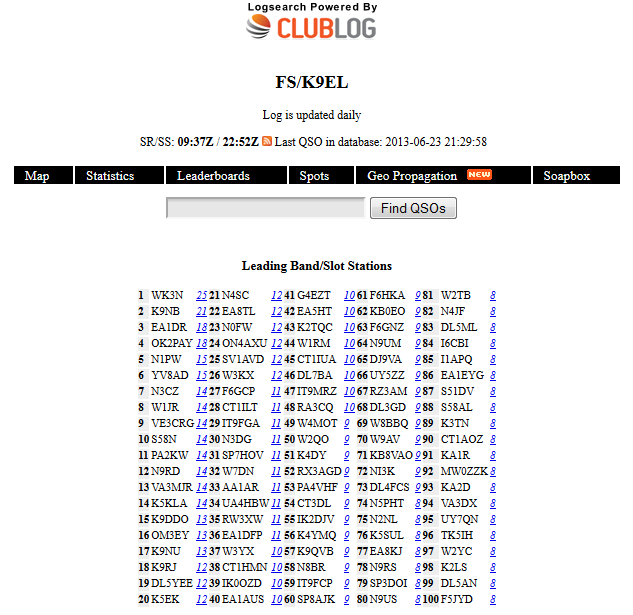 Logsearch Powered By
CLUBLOG
FS/K9EL
Log is updated daily
SR/SS: 09:37Z / 22:52Z Last QSO in database: 2013-06-23 21:29:58
Map Statistics Leaderboards Spots Geo Propagation NEW Soapbox
Find QSOs
Leading Band/Slot Stations
1 WK3N 25 21 N4SC 12 41 G4EZT 10 61 F6HKA 9 81 W2TB 8
2 K9NB 21 22 EA8TL 12 42 EA5HT 10 62 KB0EO 9 82 N4JF 8
3 EA1DR 18 23 N0FW 12 43 K2TQC 10 63 F6GNZ 9 83 DL5ML 8
4 OK2PAY 18 24 ON4AXU 12 44 W1RM 10 64 N9UM 9 84 I6CBI 8
5 N1PW 15 25 SV1AVD 12 45 CT1IUA 10 65 DJ9VA 9 85 I1APQ 8
6 YV8AD 15 26 W3KX 12 46 DL7BA 10 66 UY5ZZ 9 86 EA1EYG 8
7 N3CZ 14 27 F6GCP 11 47 IT9MRZ 10 67 RZ3AM 9 87 S51DV 8
8 W1JR 14 28 CT1ILT 11 48 RA3CQ 10 68 DL3GD 9 88 S58AL 8
9 VE3CRG 14 29 IT9FGA 11 49 W4MOT 9 69 W8BBQ 9 89 K3TN 8
10 S58N 14 30 N3DG 11 50 W2QO 9 70 W9AV 9 90 CT1AOZ 8
11 PA2KW 14 31 SP7HOV 11 51 K4DY 9 71 KB8VAO 9 91 KA1R 8
12 N9RD 14 32 W7DN 11 52 RX3AGD 9 72 NI3K 9 92 MW0ZZK 8
13 VA3MJR 14 33 AA1AR 11 53 PA4VHF 9 73 DL4FCS 9 93 KA2D 8
14 K5KLA 14 34 UA4HBW 11 54 CT3DL 9 74 N5PHT 8 94 VA3DX 8
15 K9DDO 13 35 RW3XW 11 55 IK2DJV 9 75 N2NL 8 95 UY7QN 8
16 OM3EY 13 36 EA1DFP 11 56 K4YMQ 9 76 K5SUL 8 96 TK5IH 8
17 K9NU 13 37 W3YX 10 57 K9QVB 9 77 EA8KJ 8 97 W2YC 8
18 K9RJ 12 38 CT1HMN 10 58 N8BR 9 78 N9RS 8 98 K2LS 8
19 DL5YEE 12 39 IK0OZD 10 59 IT9FCP 9 79 SP3DOI 8 99 DL5AN 8
20 K5EK 12 40 EA1AUS 10 60 SP8AJK 9 80 N9US 8 100 F5JYD 8